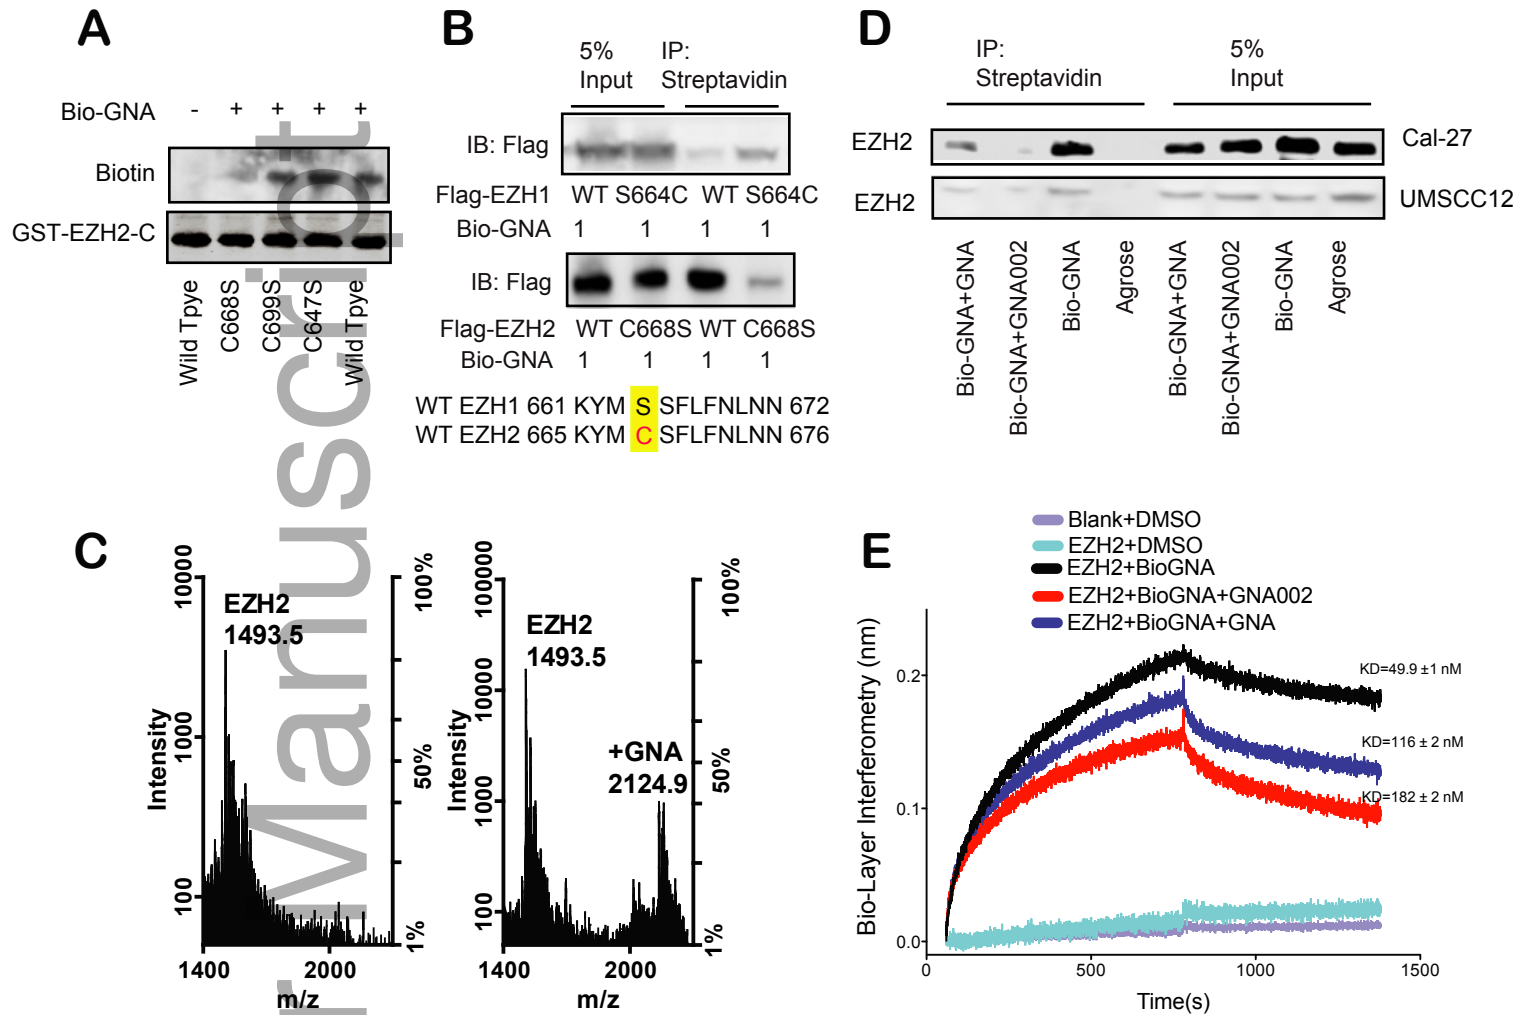 A
Bio-GNA - + + + +
Biotin
GST-EZH2-C
Wild Tpye
C668S
C699S
C647S
Wild Tpye
B
5% Input
IP: Streptavidin
IB: Flag
Flag-EZH1 WT S664C WT S664C
Bio-GNA 1 1 1 1
IB: Flag
Flag-EZH2 WT C668S WT C668S
Bio-GNA 1 1 1 1
WT EZH1 661 KYM S SFLFNLNN 672
WT EZH2 665 KYM C SFLFNLNN 676
D
IP: Streptavidin
5% Input
EZH2 Cal-27
EZH2 UMSCC12
Bio-GNA+GNA
Bio-GNA+GNA002
Bio-GNA
Agrose
Bio-GNA+GNA
Bio-GNA+GNA002
Bio-GNA
Agrose
C
Intensity
10000
1000
100
EZH2
1493.5
100%
50%
1%
1400 2000
m/z
Intensity
100000
10000
1000
100
EZH2
1493.5
+GNA
2124.9
100%
50%
1%
1400 2000
m/z
E
Blank+DMSO
EZH2+DMSO
EZH2+BioGNA
EZH2+BioGNA+GNA002
EZH2+BioGNA+GNA
Bio-Layer Interferometry (nm)
0.2
0.1
0.0
KD=49.9 ±1 nM
KD=116 ± 2 nM
KD=182 ± 2 nM
0 500 1000 1500
Time(s)
r Manuscript